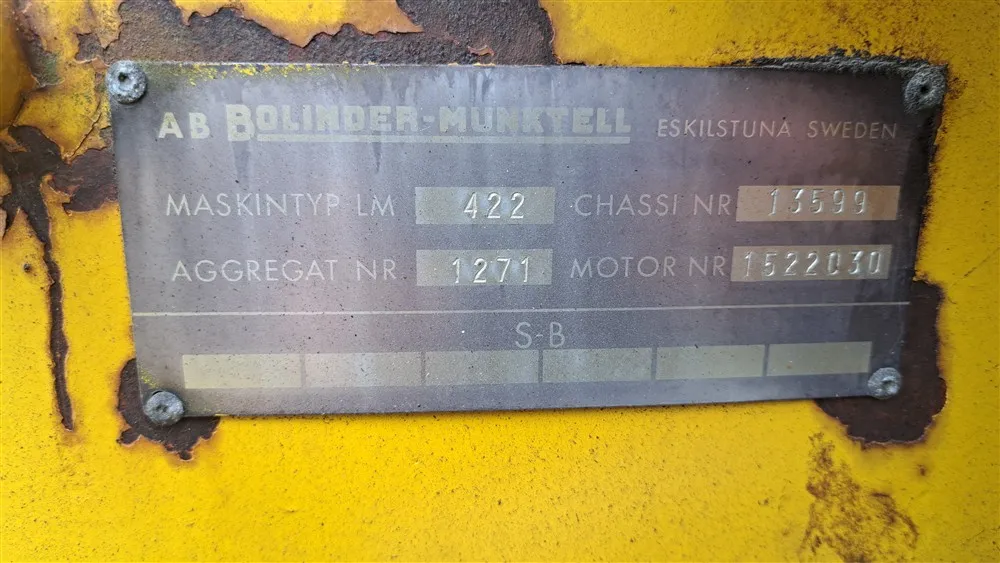 AB BOLINDER-MUNKTELL ESKILSTUNA SWEDEN
MASKINTYP LM 422 CHASSI NR 13599
AGGREGAT NR 1271 MOTOR NR 1522030
S-B